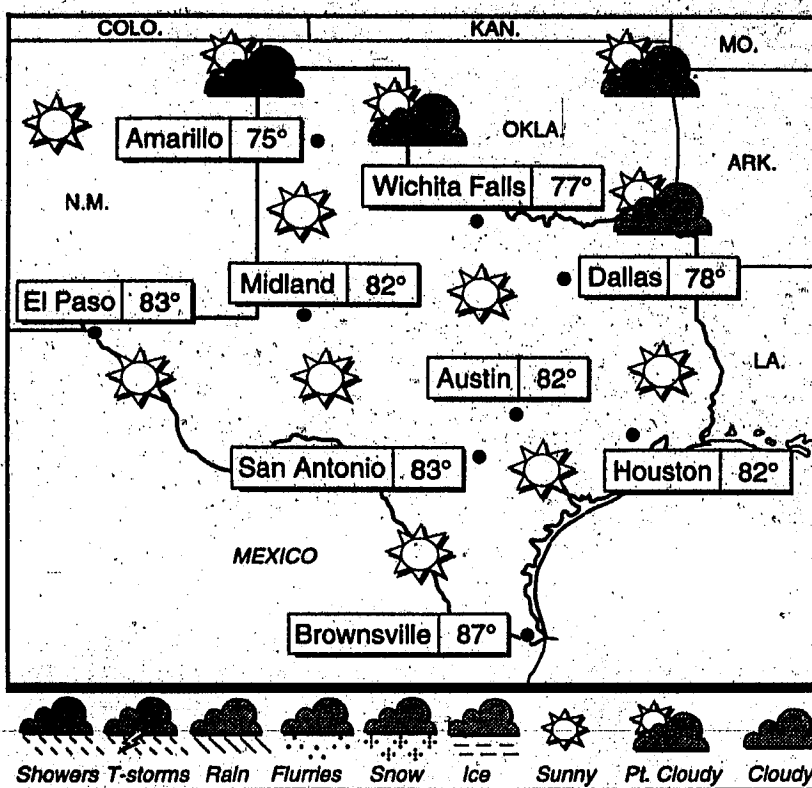 COLO.
KAN.
MO.
Amarillo 75°
OKLA.
ARK.
Wichita Falls 77°
N.M.
Midland 82°
Dallas 78°
El Paso 83°
LA.
Austin 82°
San Antonio 83°
Houston 82°
MEXICO
Brownsville 87°
Showers T-storms Rain Flurries Snow Ice Sunny Pt. Cloudy Cloudy